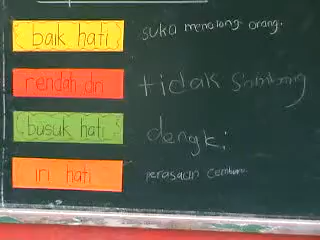 baik hati suka menolong orang.
rendah diri tidak sombong
busuk hati dengki
iri hati perasaan cemburu